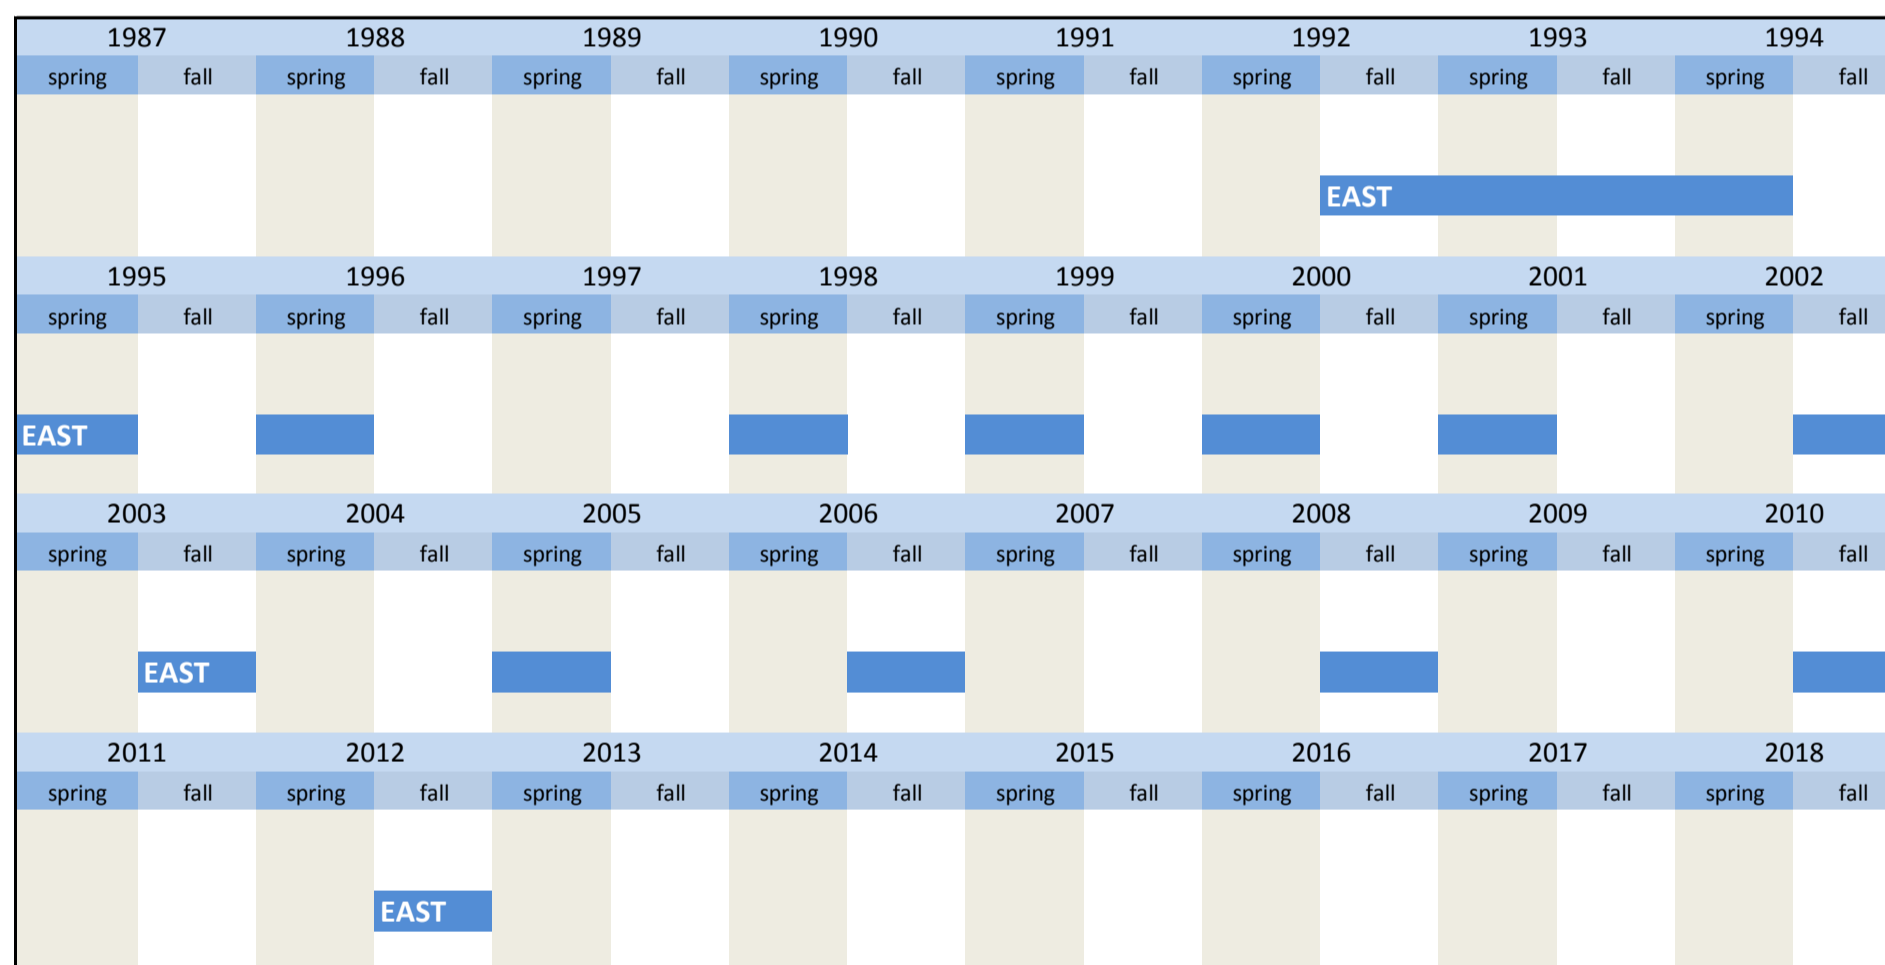 1987 1988 1989 1990 1991 1992 1993 1994
spring fall spring fall spring fall spring fall spring fall spring fall spring fall spring fall
EAST
1995 1996 1997 1998 1999 2000 2001 2002
spring fall spring fall spring fall spring fall spring fall spring fall spring fall spring fall
EAST
2003 2004 2005 2006 2007 2008 2009 2010
spring fall spring fall spring fall spring fall spring fall spring fall spring fall spring fall
EAST
2011 2012 2013 2014 2015 2016 2017 2018
spring fall spring fall spring fall spring fall spring fall spring fall spring fall spring fall
EAST